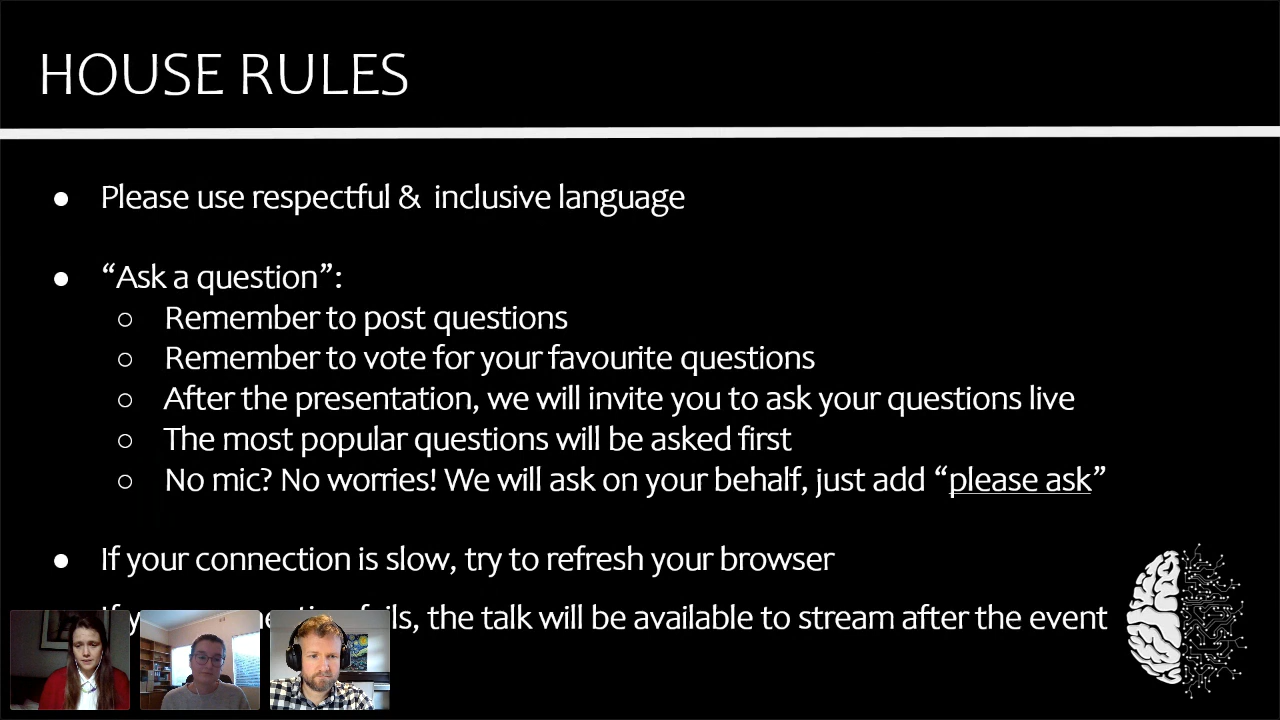 HOUSE RULES
● Please use respectful & inclusive language
● “Ask a question”:
○ Remember to post questions
○ Remember to vote for your favourite questions
○ After the presentation, we will invite you to ask your questions live
○ The most popular questions will be asked first
○ No mic? No worries! We will ask on your behalf, just add “please ask”
● If your connection is slow, try to refresh your browser
If the talk will be available to stream after the event